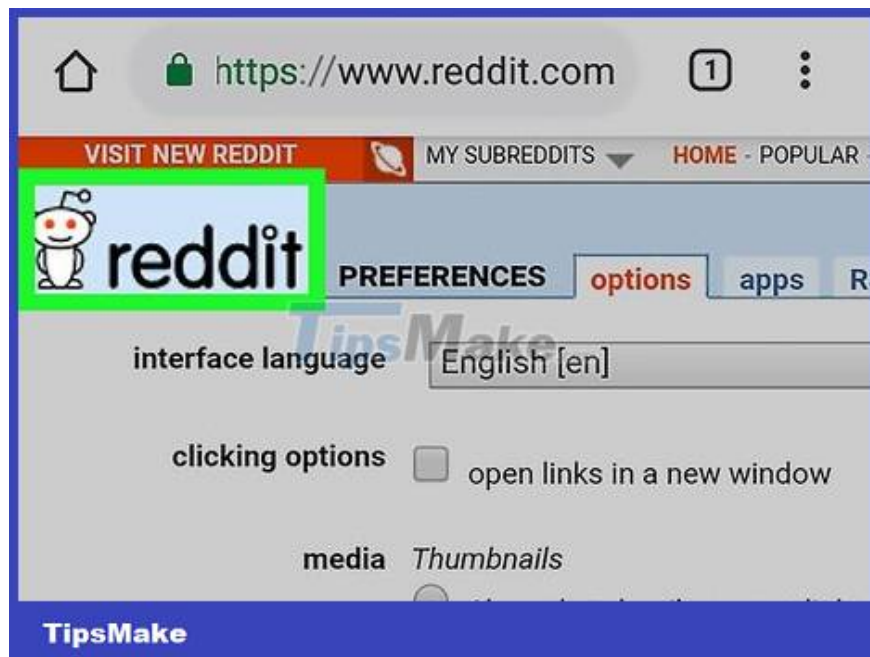 https://www.reddit.com 1
VISIT NEW REDDIT MY SUBREDDITS HOME - POPULAR -
reddit PREFERENCES options apps R
TipsMake
interface language English [en]
clicking options open links in a new window
media Thumbnails
TipsMake